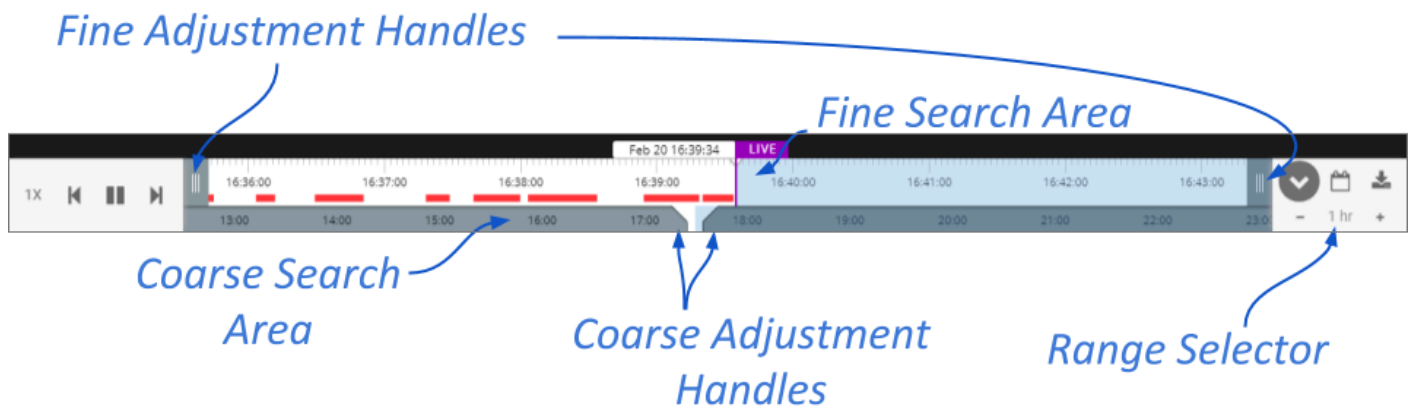 Fine Adjustment Handles
Fine Search Area
Feb 20 16:39:34 LIVE
1X 16:36:00 16:37:00 16:38:00 16:39:00 16:40:00 16:41:00 16:42:00 16:43:00
13:00 14:00 15:00 16:00 17:00 18:00 19:00 20:00 21:00 22:00 23:0 - 1 hr +
Coarse Search
Area
Coarse Adjustment
Handles
Range Selector